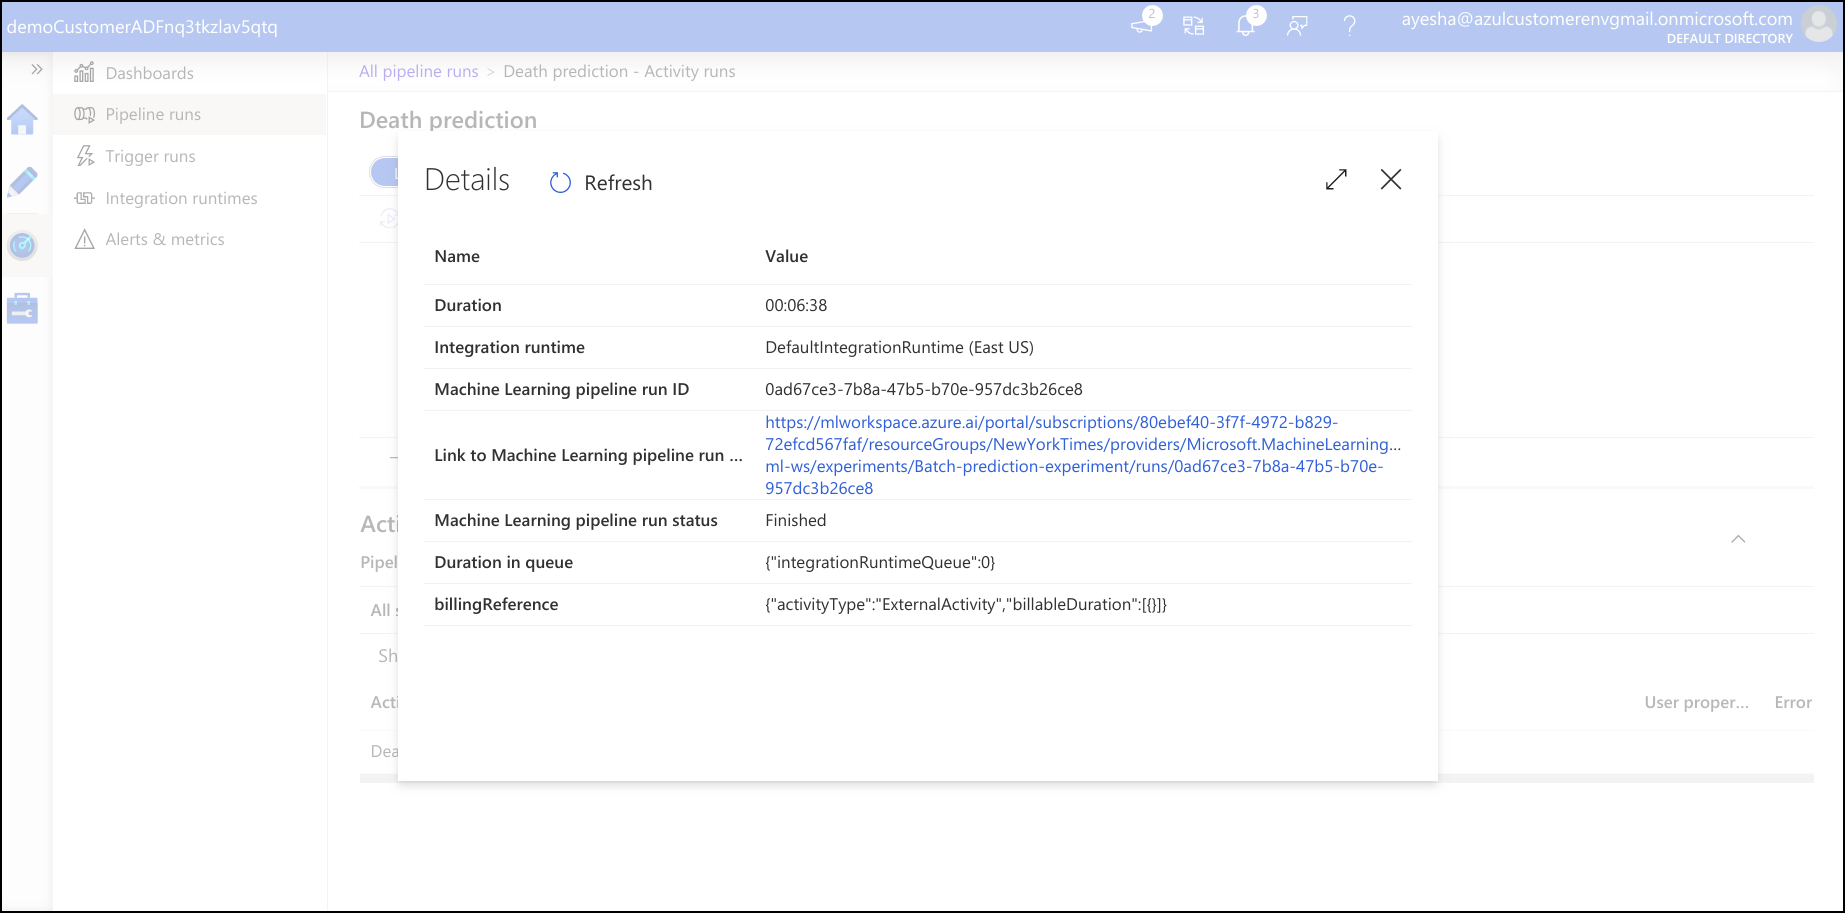 demoCustomerADFnq3tkzlav5qtq
2
3
ayesha@azulcustomerenvgmail.onmicrosoft.com
DEFAULT DIRECTORY
Dashboards
Pipeline runs
Trigger runs
Integration runtimes
Alerts & metrics
All pipeline runs > Death prediction - Activity runs
Death prediction
Details
Refresh
Name Value
Duration 00:06:38
Integration runtime DefaultIntegrationRuntime (East US)
Machine Learning pipeline run ID 0ad67ce3-7b8a-47b5-b70e-957dc3b26ce8
Link to Machine Learning pipeline run ...
https://mlworkspace.azure.ai/portal/subscriptions/80ebef40-3f7f-4972-b829-
72efcd567faf/resourceGroups/NewYorkTimes/providers/Microsoft.MachineLearning...
ml-ws/experiments/Batch-prediction-experiment/runs/0ad67ce3-7b8a-47b5-b70e-
957dc3b26ce8
Machine Learning pipeline run status Finished
Duration in queue {"integrationRuntimeQueue":0}
billingReference {"activityType":"ExternalActivity","billableDuration":[{}]}
Acti
Pipel
All s
Sh
Acti
User proper... Error
Dea